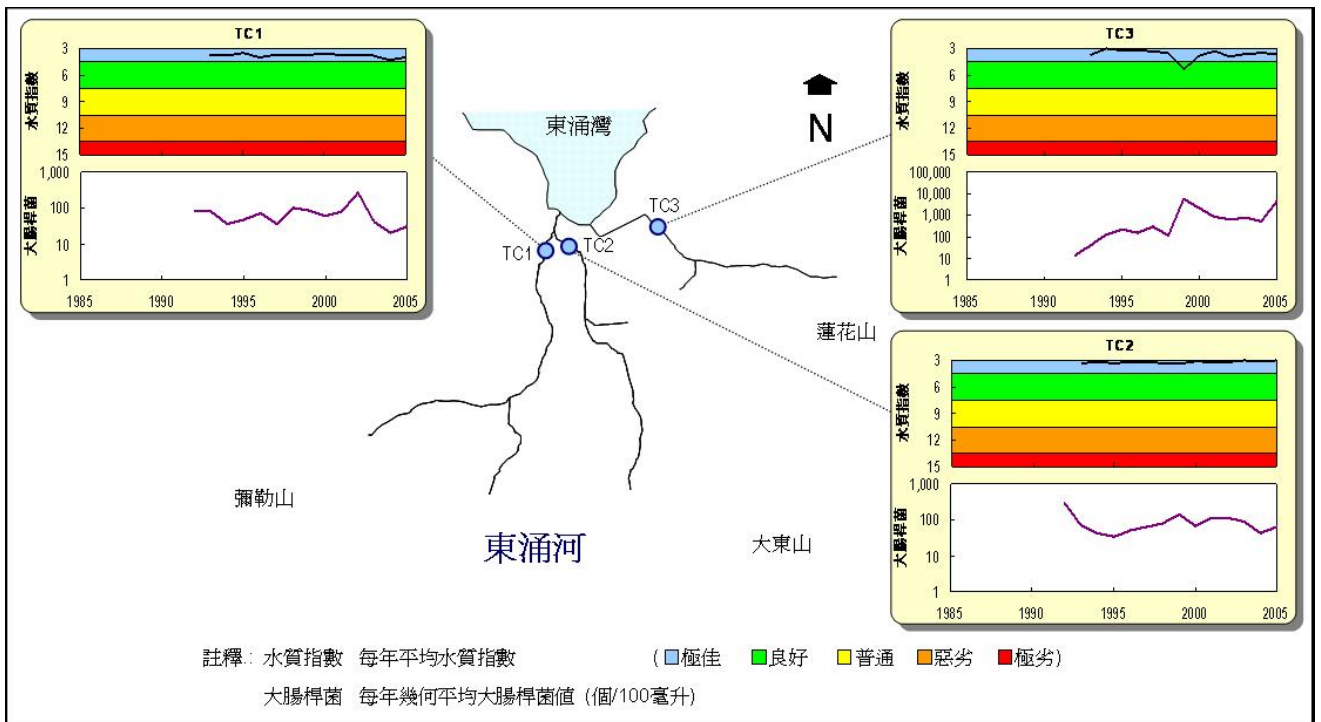 TC1
水質指數
3
6
9
12
15
大腸桿菌
1,000
100
10
1
1985 1990 1995 2000 2005
TC3
水質指數
3
6
9
12
15
大腸桿菌
100,000
10,000
1,000
100
10
1
1985 1990 1995 2000 2005
TC2
水質指數
3
6
9
12
15
大腸桿菌
1,000
100
10
1
1985 1990 1995 2000 2005
東涌灣
N
TC3
TC1
TC2
蓮花山
彌勒山
東涌河
大東山
註釋: 水質指數 每年平均水質指數 (極佳 良好 普通 惡劣 極劣)
大腸桿菌 每年幾何平均大腸桿菌值 (個/100毫升)